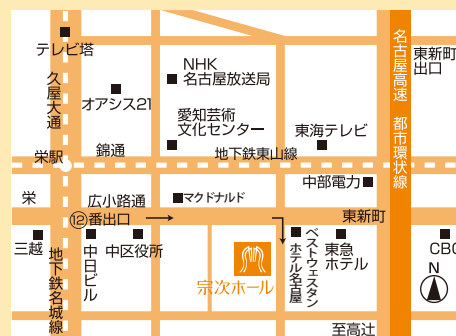 テレビ塔
久屋大通
NHK
名古屋放送局
オアシス21
愛知芸術
文化センター
東海テレビ
名古屋高速 都市環状線
東新町
出口
栄駅
錦通
地下鉄東山線
中部電力
栄
広小路通
マクドナルド
⑫番出口
東新町
三越
地下鉄名城線
中日ビル
中区役所
宗次ホール
ベストウェスタン
ホテル名古屋
東急
ホテル
CBC
N
至高辻